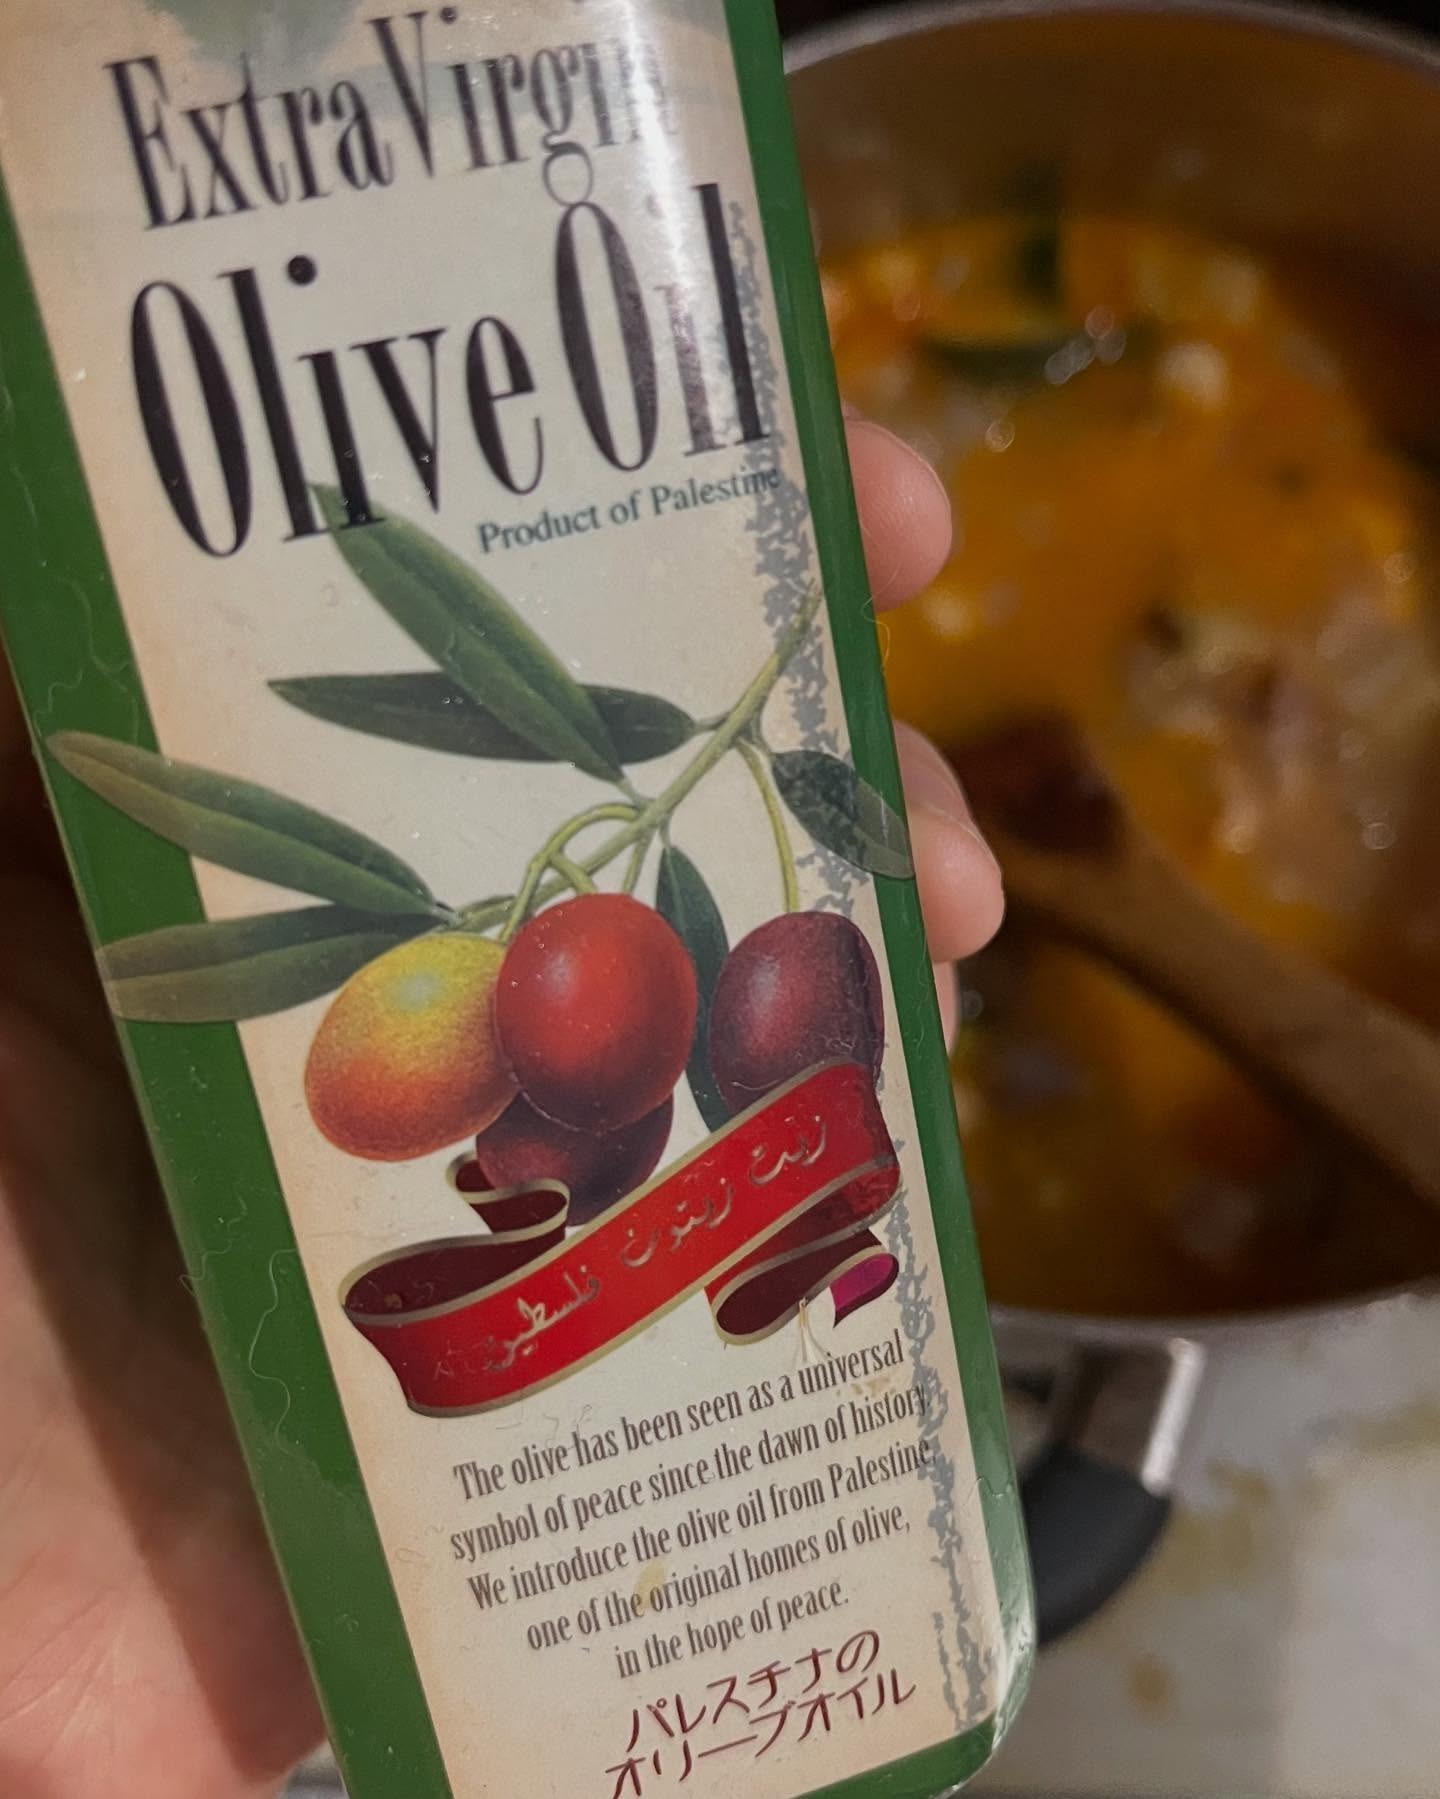 Extra Virgin
Olive Oil
Product of Palestine
زيت زيتون فلسطين
The olive has been seen as a universal
symbol of peace since the dawn of history.
We introduce the olive oil from Palestine,
one of the original homes of olive,
in the hope of peace.
パレスチナの
オリーブオイル